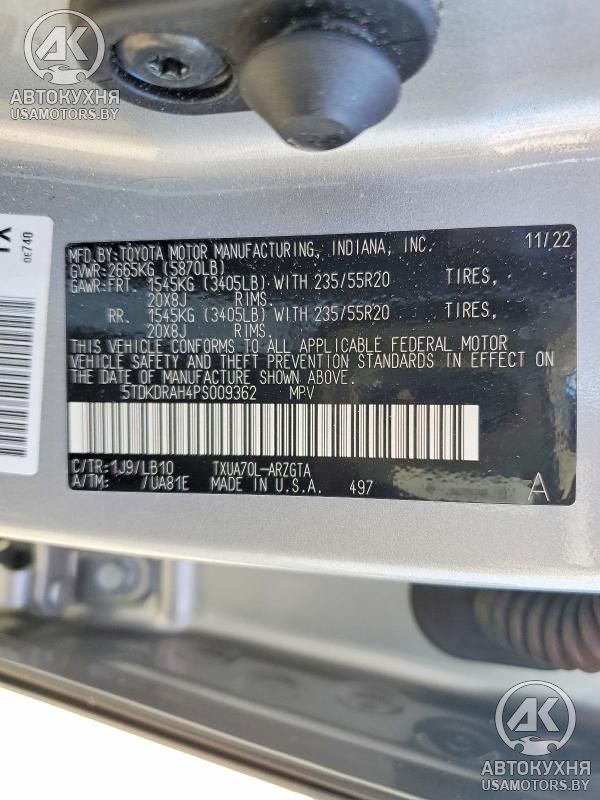 AK
АВТОКУХНЯ
USAMOTORS.BY
0E740
MFD.BY:TOYOTA MOTOR MANUFACTURING, INDIANA, INC. 11/22
GVWR:2665KG (5870LB)
GAWR:FRT. 1545KG (3405LB) WITH 235/55R20 TIRES,
20X8J RIMS.
RR. 1545KG (3405LB) WITH 235/55R20 TIRES,
20X8J RIMS.
THIS VEHICLE CONFORMS TO ALL APPLICABLE FEDERAL MOTOR
VEHICLE SAFETY AND THEFT PREVENTION STANDARDS IN EFFECT ON
THE DATE OF MANUFACTURE SHOWN ABOVE.
5TDKDRAH4PS009362 MPV
C/TR:1J9/LB10 TXUA70L-ARZGTA
A/TM: /UA81E MADE IN U.S.A. 497 A
AK
АВТОКУХНЯ
USAMOTORS.BY